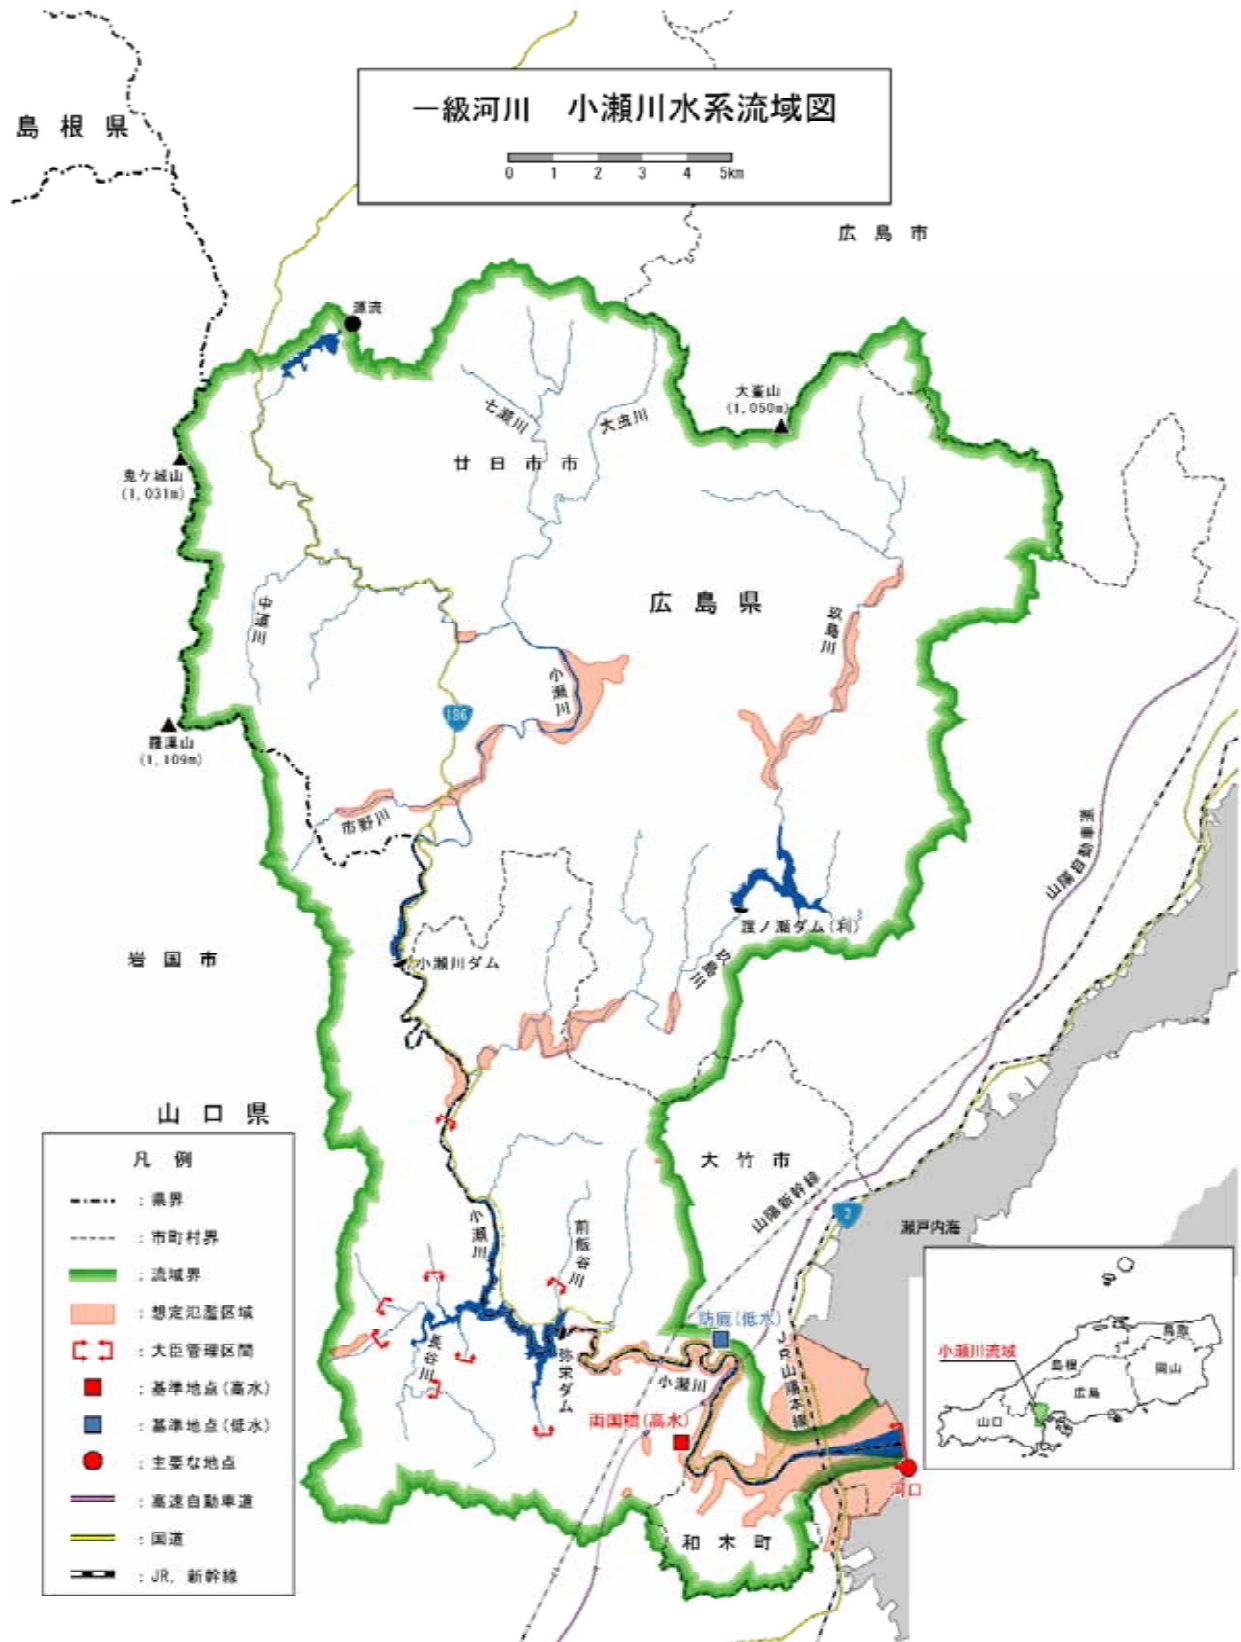 一級河川 小瀬川水系流域図
0 1 2 3 4 5km
島根県
広島市
源流
大峯山
(1,050m)
七瀬川
大虫川
廿日市市
鬼ケ城山
(1,031m)
広島県
中道川
玖島川
小瀬川
186
羅漢山
(1,109m)
市野川
山陽自動車道
渡ノ瀬ダム(利)
玖島川
岩国市
小瀬川ダム
山口県
大竹市
山陽新幹線
2
瀬戸内海
小瀬川
前飯谷川
長谷川
弥栄ダム
防鹿(低水)
小瀬川
JR山陽本線
両国橋(高水)
河口
和木町
凡例
:県界
:市町村界
:流域界
:想定氾濫区域
:大臣管理区間
:基準地点(高水)
:基準地点(低水)
:主要な地点
:高速自動車道
:国道
:JR、新幹線
小瀬川流域
鳥取
島根
岡山
広島
山口